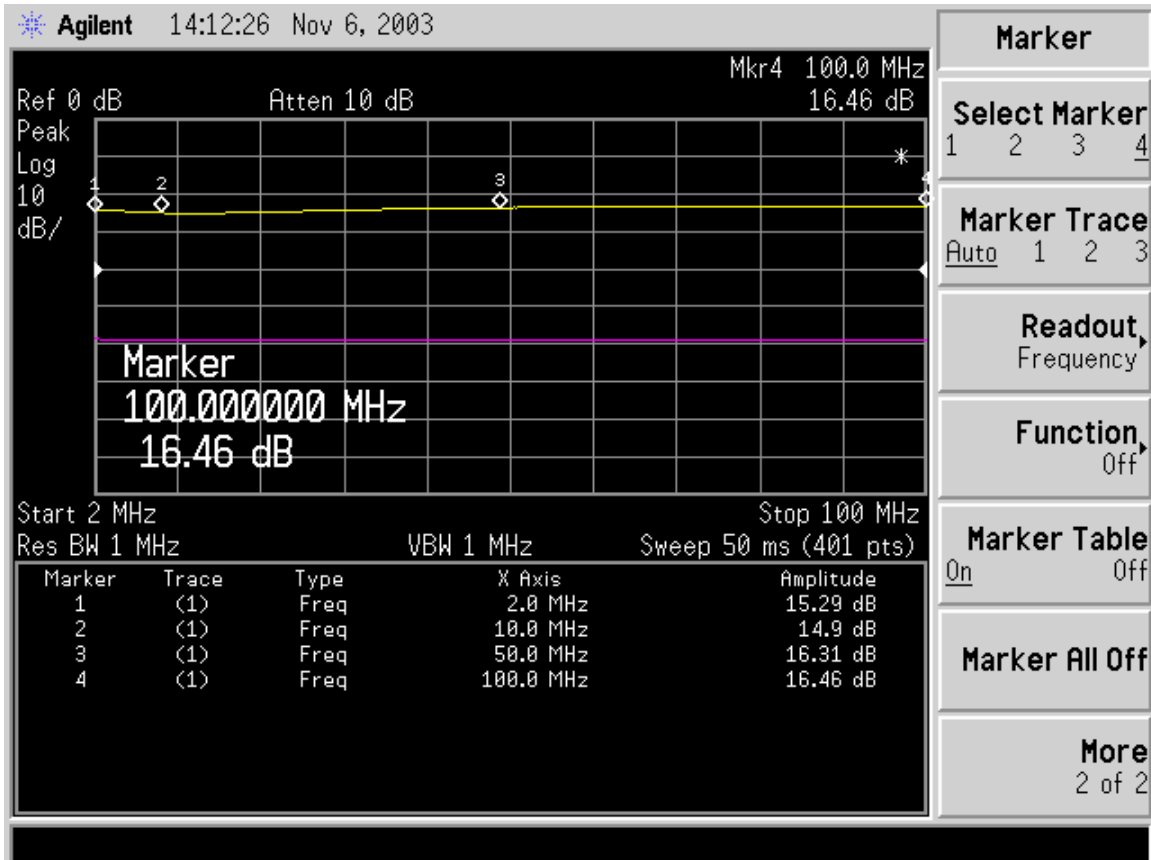 Agilent 14:12:26 Nov 6, 2003
Mkr4 100.0 MHz
Ref 0 dB Atten 10 dB 16.46 dB
Peak
Log
10
dB/
1 2 3 4
*
Marker
100.000000 MHz
16.46 dB
Start 2 MHz Stop 100 MHz
Res BW 1 MHz VBW 1 MHz Sweep 50 ms (401 pts)
Marker Trace Type X Axis Amplitude
1 (1) Freq 2.0 MHz 15.29 dB
2 (1) Freq 10.0 MHz 14.9 dB
3 (1) Freq 50.0 MHz 16.31 dB
4 (1) Freq 100.0 MHz 16.46 dB
Marker
Select Marker
1 2 3 4
Marker Trace
Auto 1 2 3
Readout
Frequency
Function
Off
Marker Table
On Off
Marker All Off
More
2 of 2